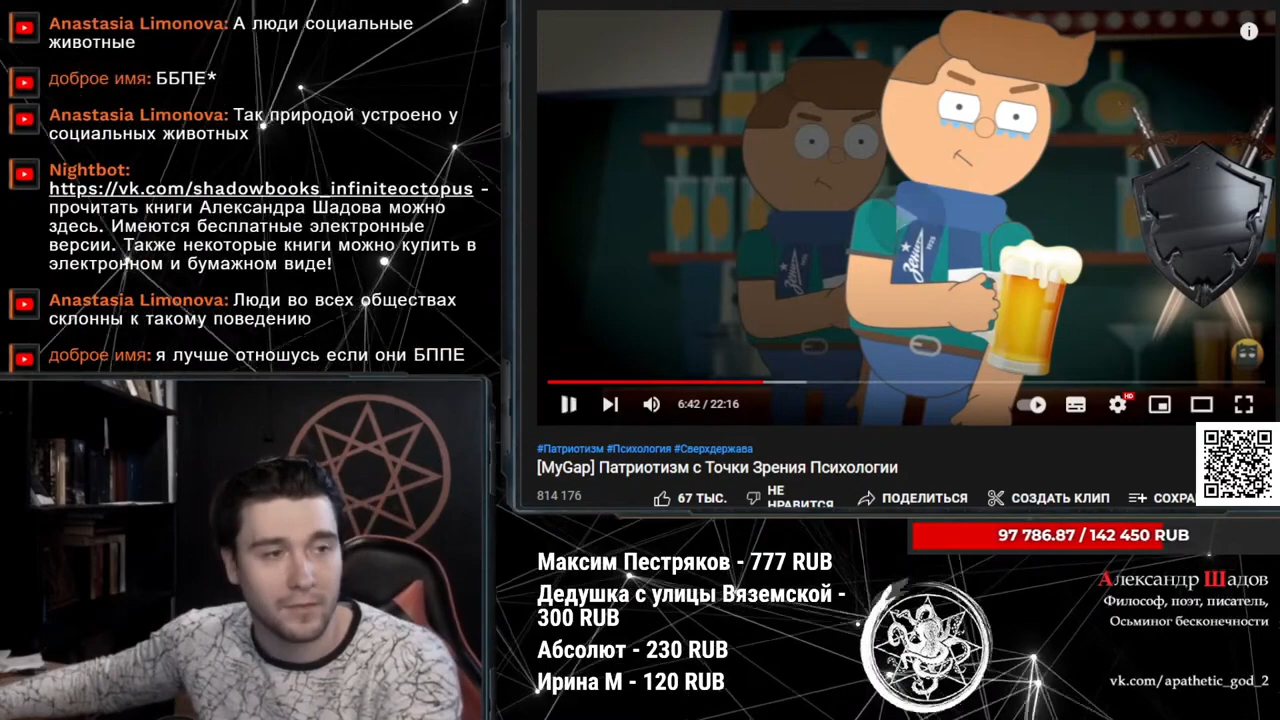 Anastasia Limonova: А люди социальные
животные
доброе имя: ББПЕ*
Anastasia Limonova: Так природой устроено у
социальных животных
Nightbot:
https://vk.com/shadowbooks_infiniteoctopus -
прочитать книги Александра Шадова можно
здесь. Имеются бесплатные электронные
версии. Также некоторые книги можно купить в
электронном и бумажном виде!
Anastasia Limonova: Люди во всех обществах
склонны к такому поведению
доброе имя: я лучше отношусь если они БППЕ
Зенит
1925
HD
6:42 / 22:16
#Патриотизм #Психология #Сверхдержава
[MyGap] Патриотизм с Точки Зрения Психологии
814 176
67 ТЫС.
НЕ
НРАВИТСЯ
ПОДЕЛИТЬСЯ
СОЗДАТЬ КЛИП
СОХРА
97 786.87 / 142 450 RUB
Максим Пестряков - 777 RUB
Дедушка с улицы Вяземской -
300 RUB
Абсолют - 230 RUB
Ирина М - 120 RUB
Александр Шадов
Философ, поэт, писатель,
Осьминог бесконечности
vk.com/apathetic_god_2